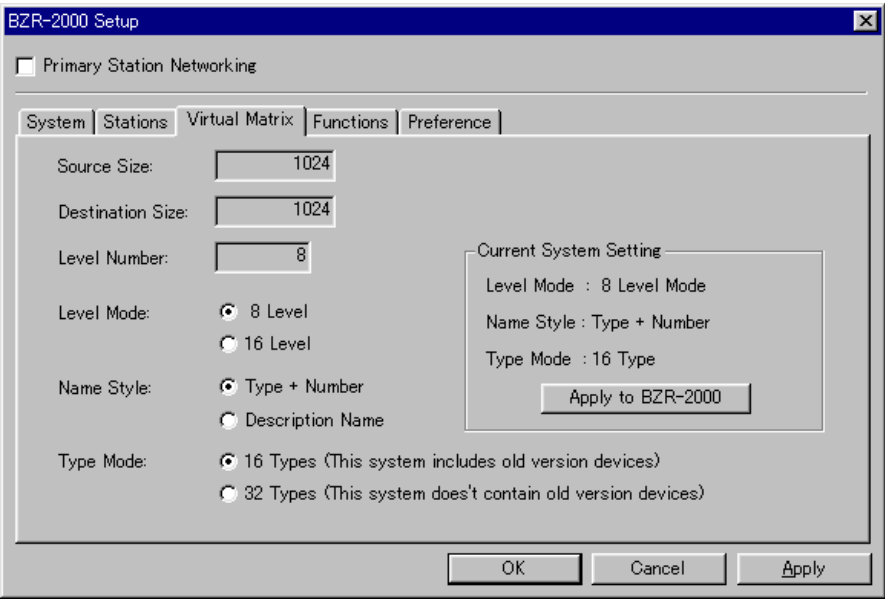 BZR-2000 Setup
Primary Station Networking
System Stations Virtual Matrix Functions Preference
Source Size: 1024
Destination Size: 1024
Level Number: 8
Level Mode: 8 Level
16 Level
Name Style: Type + Number
Description Name
Type Mode: 16 Types (This system includes old version devices)
32 Types (This system does't contain old version devices)
Current System Setting
Level Mode : 8 Level Mode
Name Style : Type + Number
Type Mode : 16 Type
Apply to BZR-2000
OK Cancel Apply